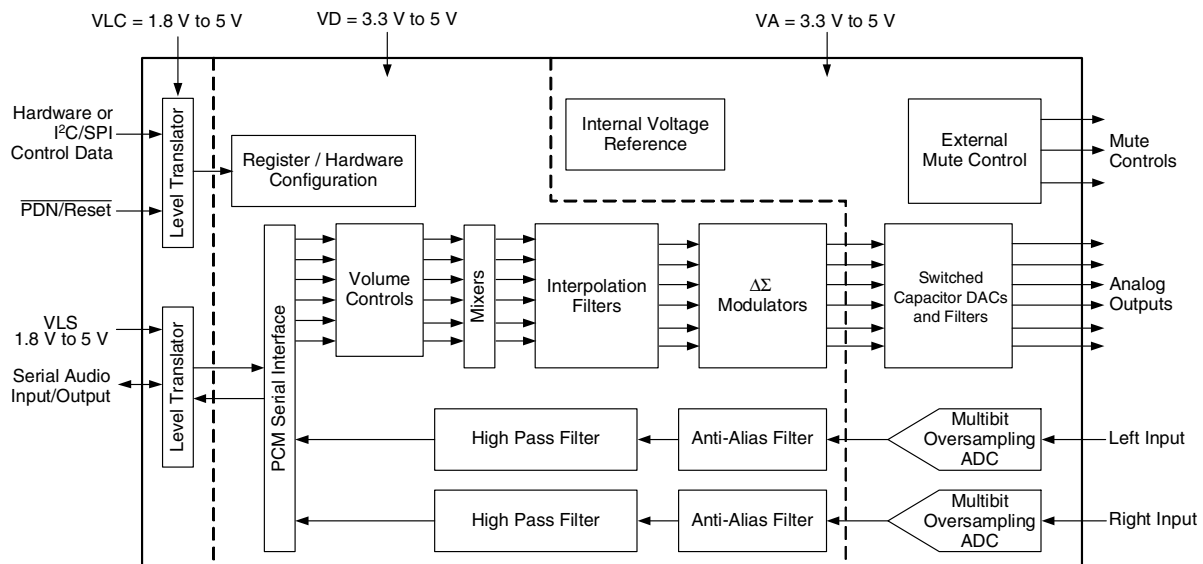 VLC = 1.8 V to 5 V
VD = 3.3 V to 5 V
VA = 3.3 V to 5 V
Hardware or
I²C/SPI
Control Data
PDN/Reset
Level Translator
Register / Hardware
Configuration
Internal Voltage
Reference
External
Mute Control
Mute
Controls
VLS
1.8 V to 5 V
Serial Audio
Input/Output
Level Translator
PCM Serial Interface
Volume
Controls
Mixers
Interpolation
Filters
ΔΣ
Modulators
Switched
Capacitor DACs
and Filters
Analog
Outputs
High Pass Filter
Anti-Alias Filter
Multibit
Oversampling
ADC
Left Input
High Pass Filter
Anti-Alias Filter
Multibit
Oversampling
ADC
Right Input